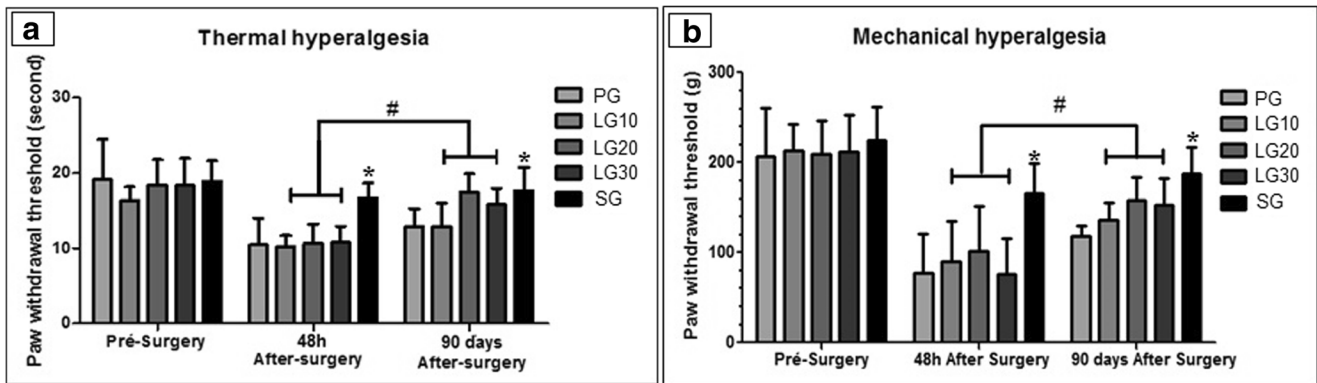 a
Thermal hyperalgesia
Paw withdrawal threshold (second)
30
20
10
0
#
*
*
PG
LG10
LG20
LG30
SG
Pré-Surgery
48h
After-surgery
90 days
After-surgery
b
Mechanical hyperalgesia
Paw withdrawal threshold (g)
300
200
100
0
#
*
*
PG
LG10
LG20
LG30
SG
Pré-Surgery
48h After Surgery
90 days After Surgery